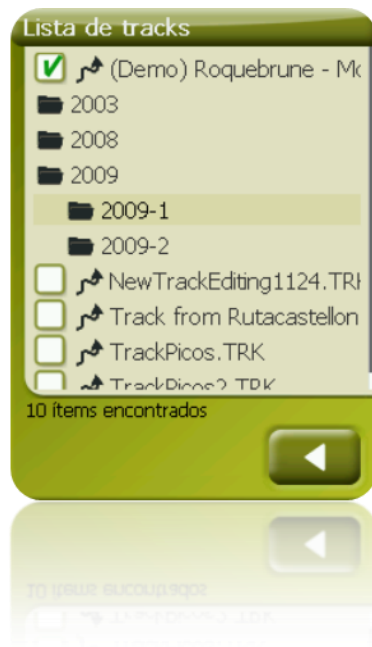 Lista de tracks
(Demo) Roquebrune - Mo
2003
2008
2009
2009-1
2009-2
NewTrackEditing1124.TRK
Track from Rutacastellon
TrackPicos.TRK
TrackPicos2.TRK
10 ítems encontrados